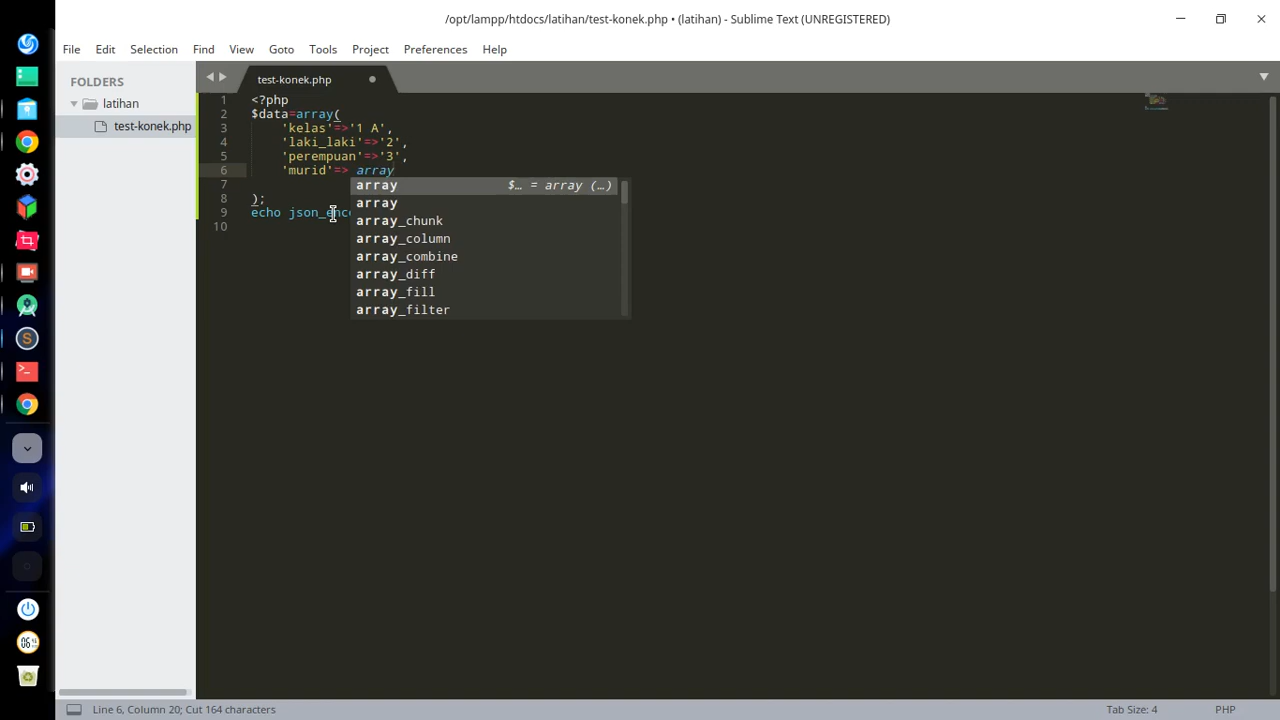 /opt/lampp/htdocs/latihan/test-konek.php • (latihan) - Sublime Text (UNREGISTERED)
File Edit Selection Find View Goto Tools Project Preferences Help
FOLDERS
latihan
test-konek.php
test-konek.php
1 <?php
2 $data=array(
3 'kelas'=>'1 A',
4 'laki_laki'=>'2',
5 'perempuan'=>'3',
6 'murid'=> array
7
8 );
9 echo json_enco
10
array $… = array (…)
array
array_chunk
array_column
array_combine
array_diff
array_fill
array_filter
Line 6, Column 20; Cut 164 characters
Tab Size: 4
PHP